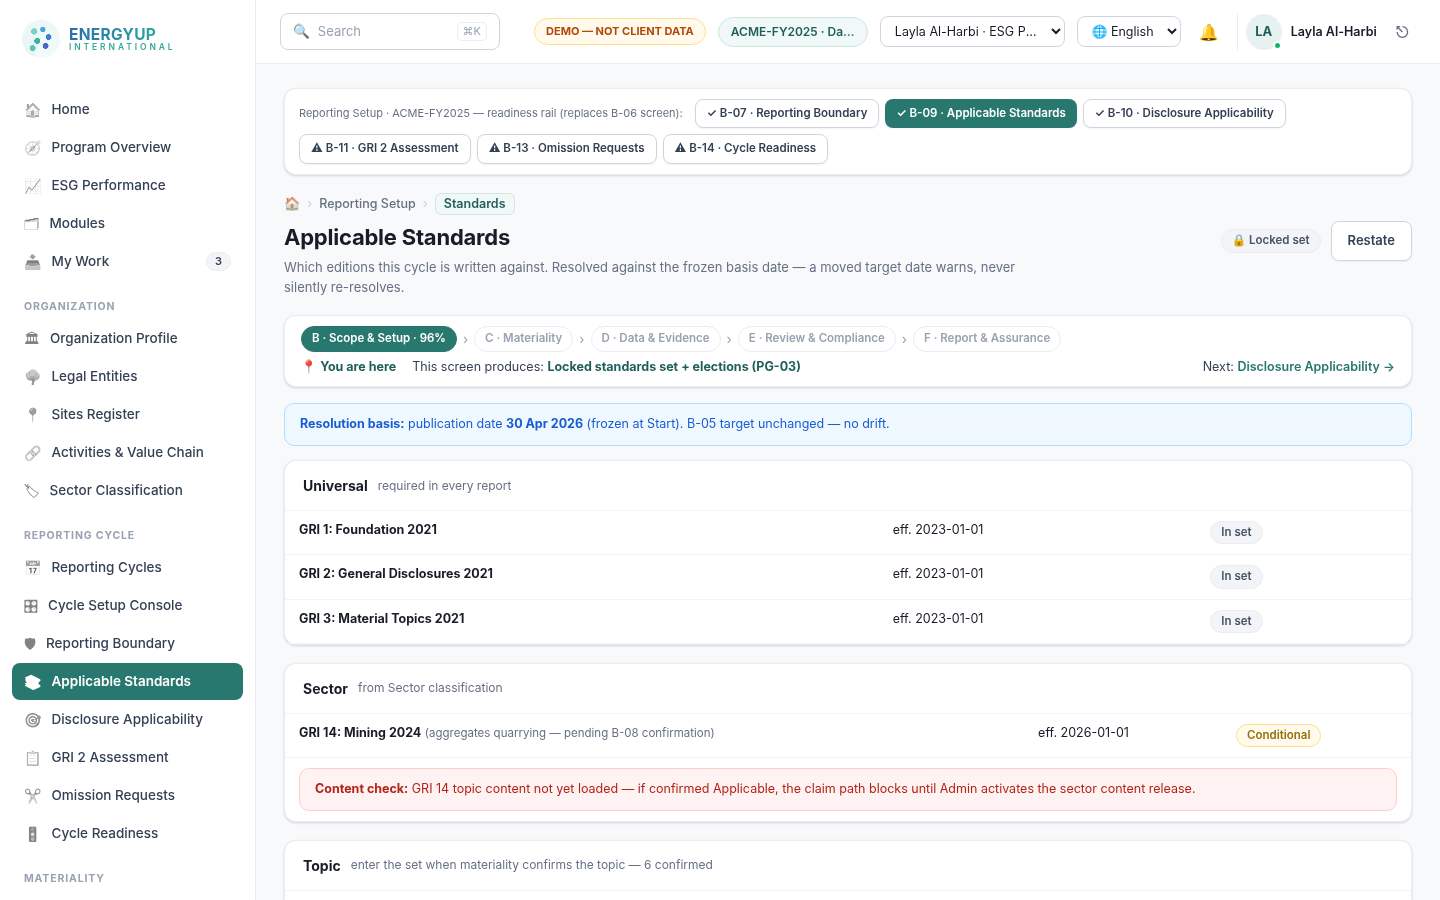 ENERGYUP
INTERNATIONAL
Search
⌘K
DEMO — NOT CLIENT DATA
ACME-FY2025 · Da...
Layla Al-Harbi · ESG P...
English
LA
Layla Al-Harbi
Home
Program Overview
ESG Performance
Modules
My Work
3
ORGANIZATION
Organization Profile
Legal Entities
Sites Register
Activities & Value Chain
Sector Classification
REPORTING CYCLE
Reporting Cycles
Cycle Setup Console
Reporting Boundary
Applicable Standards
Disclosure Applicability
GRI 2 Assessment
Omission Requests
Cycle Readiness
MATERIALITY
Reporting Setup · ACME-FY2025 — readiness rail (replaces B-06 screen):
✓ B-07 · Reporting Boundary
✓ B-09 · Applicable Standards
✓ B-10 · Disclosure Applicability
⚠ B-11 · GRI 2 Assessment
⚠ B-13 · Omission Requests
⚠ B-14 · Cycle Readiness
› Reporting Setup › Standards
Applicable Standards
Locked set
Restate
Which editions this cycle is written against. Resolved against the frozen basis date — a moved target date warns, never
silently re-resolves.
B · Scope & Setup · 96% › C · Materiality › D · Data & Evidence › E · Review & Compliance › F · Report & Assurance
You are here This screen produces: Locked standards set + elections (PG-03)
Next: Disclosure Applicability →
Resolution basis: publication date 30 Apr 2026 (frozen at Start). B-05 target unchanged — no drift.
Universal required in every report
GRI 1: Foundation 2021 eff. 2023-01-01 In set
GRI 2: General Disclosures 2021 eff. 2023-01-01 In set
GRI 3: Material Topics 2021 eff. 2023-01-01 In set
Sector from Sector classification
GRI 14: Mining 2024 (aggregates quarrying — pending B-08 confirmation) eff. 2026-01-01 Conditional
Content check: GRI 14 topic content not yet loaded — if confirmed Applicable, the claim path blocks until Admin activates the sector content release.
Topic enter the set when materiality confirms the topic — 6 confirmed